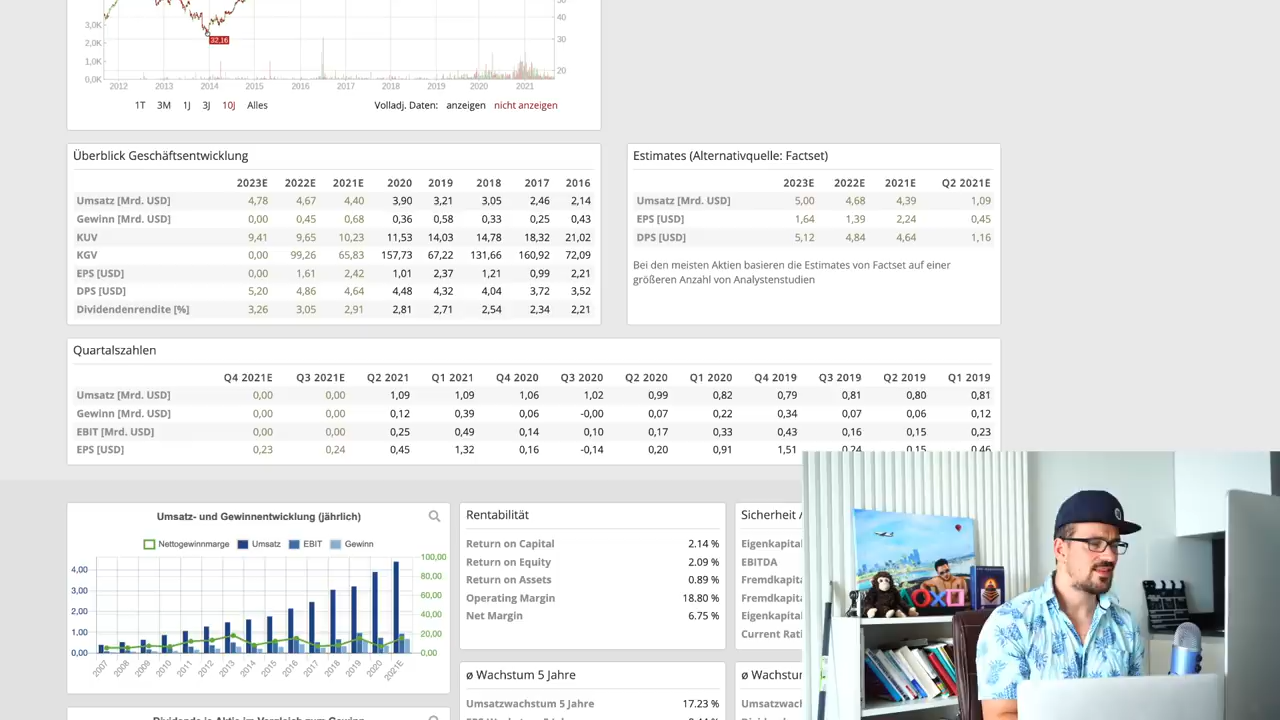 3,0K
40
2,0K
32,16
30
1,0K
0,0K
20
2012 2013 2014 2015 2016 2017 2018 2019 2020 2021
1T 3M 1J 3J 10J Alles Volladj. Daten: anzeigen nicht anzeigen
Überblick Geschäftsentwicklung
2023E 2022E 2021E 2020 2019 2018 2017 2016
Umsatz [Mrd. USD] 4,78 4,67 4,40 3,90 3,21 3,05 2,46 2,14
Gewinn [Mrd. USD] 0,00 0,45 0,68 0,36 0,58 0,33 0,25 0,43
KUV 9,41 9,65 10,23 11,53 14,03 14,78 18,32 21,02
KGV 0,00 99,26 65,83 157,73 67,22 131,66 160,92 72,09
EPS [USD] 0,00 1,61 2,42 1,01 2,37 1,21 0,99 2,21
DPS [USD] 5,20 4,86 4,64 4,48 4,32 4,04 3,72 3,52
Dividendenrendite [%] 3,26 3,05 2,91 2,81 2,71 2,54 2,34 2,21
Estimates (Alternativquelle: Factset)
2023E 2022E 2021E Q2 2021E
Umsatz [Mrd. USD] 5,00 4,68 4,39 1,09
EPS [USD] 1,64 1,39 2,24 0,45
DPS [USD] 5,12 4,84 4,64 1,16
Bei den meisten Aktien basieren die Estimates von Factset auf einer
größeren Anzahl von Analystenstudien
Quartalszahlen
Q4 2021E Q3 2021E Q2 2021 Q1 2021 Q4 2020 Q3 2020 Q2 2020 Q1 2020 Q4 2019 Q3 2019 Q2 2019 Q1 2019
Umsatz [Mrd. USD] 0,00 0,00 1,09 1,09 1,06 1,02 0,99 0,82 0,79 0,81 0,80 0,81
Gewinn [Mrd. USD] 0,00 0,00 0,12 0,39 0,06 -0,00 0,07 0,22 0,34 0,07 0,06 0,12
EBIT [Mrd. USD] 0,00 0,00 0,25 0,49 0,14 0,10 0,17 0,33 0,43 0,16 0,15 0,23
EPS [USD] 0,23 0,24 0,45 1,32 0,16 -0,14 0,20 0,91 1,51 0,24 0,15 0,46
Umsatz- und Gewinnentwicklung (jährlich)
Nettogewinnmarge Umsatz EBIT Gewinn
100,00
4,00 80,00
3,00 60,00
2,00 40,00
1,00 20,00
0,00 0,00
2007 2008 2009 2010 2011 2012 2013 2014 2015 2016 2017 2018 2019 2020 2021E
Rentabilität
Return on Capital 2.14 %
Return on Equity 2.09 %
Return on Assets 0.89 %
Operating Margin 18.80 %
Net Margin 6.75 %
Sicherheit /
Eigenkapital
EBITDA
Fremdkapita
Fremdkapita
Eigenkapital
Current Rati
ø Wachstum 5 Jahre
Umsatzwachstum 5 Jahre 17.23 %
ø Wachstum
Umsatzwac
Dividende je Aktie im Vergleich zum Gewinn